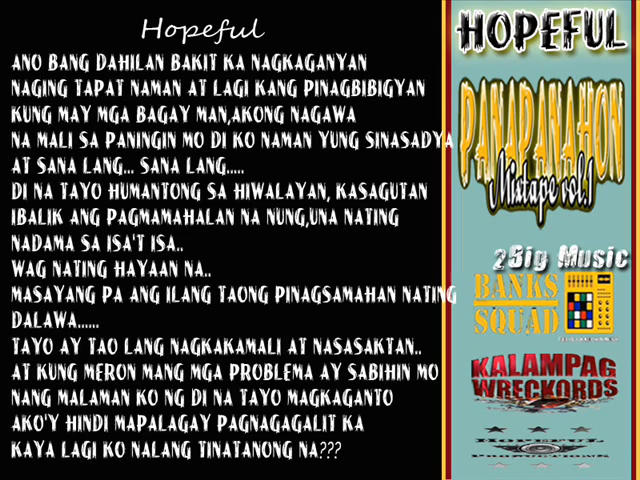 Hopeful
ANO BANG DAHILAN BAKIT KA NAGKAGANYAN
NAGING TAPAT NAMAN AT LAGI KANG PINAGBIBIGYAN
KUNG MAY MGA BAGAY MAN,AKONG NAGAWA
NA MALI SA PANINGIN MO DI KO NAMAN YUNG SINASADYA
AT SANA LANG... SANA LANG.....
DI NA TAYO HUMANTONG SA HIWALAYAN, KASAGUTAN
IBALIK ANG PAGMAMAHALAN NA NUNG,UNA NATING
NADAMA SA ISA'T ISA..
WAG NATING HAYAAN NA..
MASAYANG PA ANG ILANG TAONG PINAGSAMAHAN NATING
DALAWA......
TAYO AY TAO LANG NAGKAKAMALI AT NASASAKTAN..
AT KUNG MERON MANG MGA PROBLEMA AY SABIHIN MO
NANG MALAMAN KO NG DI NA TAYO MAGKAGANTO
AKO'Y HINDI MAPALAGAY PAGNAGAGALIT KA
KAYA LAGI KO NALANG TINATANONG NA???
HOPEFUL
PANAPANAHON
Mixtape vol.1
2Sig Music
BANKS
SQUAD
KALAMPAG
WRECKORDS
HOPEFUL
PRODUCTIONS